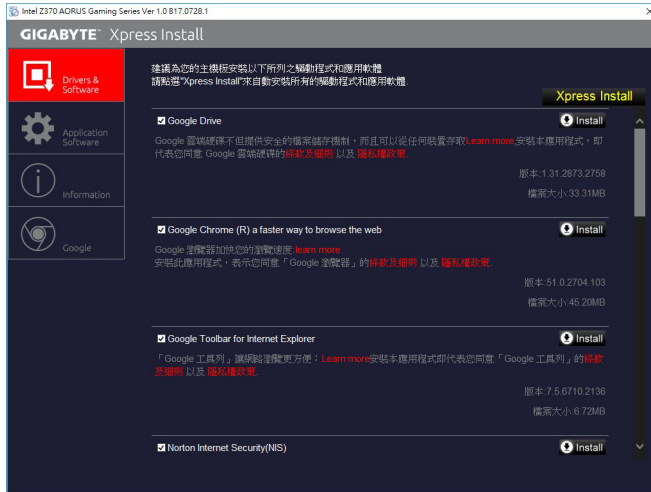 Intel Z370 AORUS Gaming Series Ver 1.0 B17.0728.1
GIGABYTE™ Xpress Install
Drivers &
Software
Application
Software
Information
Google
建議為您的主機板安裝以下所列之驅動程式和應用軟體
請點選"Xpress Install"來自動安裝所有的驅動程式和應用軟體.
Xpress Install
Google Drive
Install
Google 雲端硬碟不但提供安全的檔案儲存機制，而且可以從任何裝置存取Learn more.安裝本應用程式，即
代表您同意 Google 雲端硬碟的條款及細則 以及 隱私權政策.
版本:1.31.2873.2758
檔案大小:33.31MB
Google Chrome (R) a faster way to browse the web
Install
Google 瀏覽器加快您的瀏覽速度.learn more
安裝此應用程式，表示您同意「Google 瀏覽器」的條款及細則 以及 隱私權政策.
版本:51.0.2704.103
檔案大小:45.20MB
Google Toolbar for Internet Explorer
Install
「Google 工具列」讓網路瀏覽更方便：Learn more安裝本應用程式即代表您同意「Google 工具列」的條款
及細則 以及 隱私權政策.
版本:7.5.6710.2136
檔案大小:6.72MB
Norton Internet Security(NIS)
Install